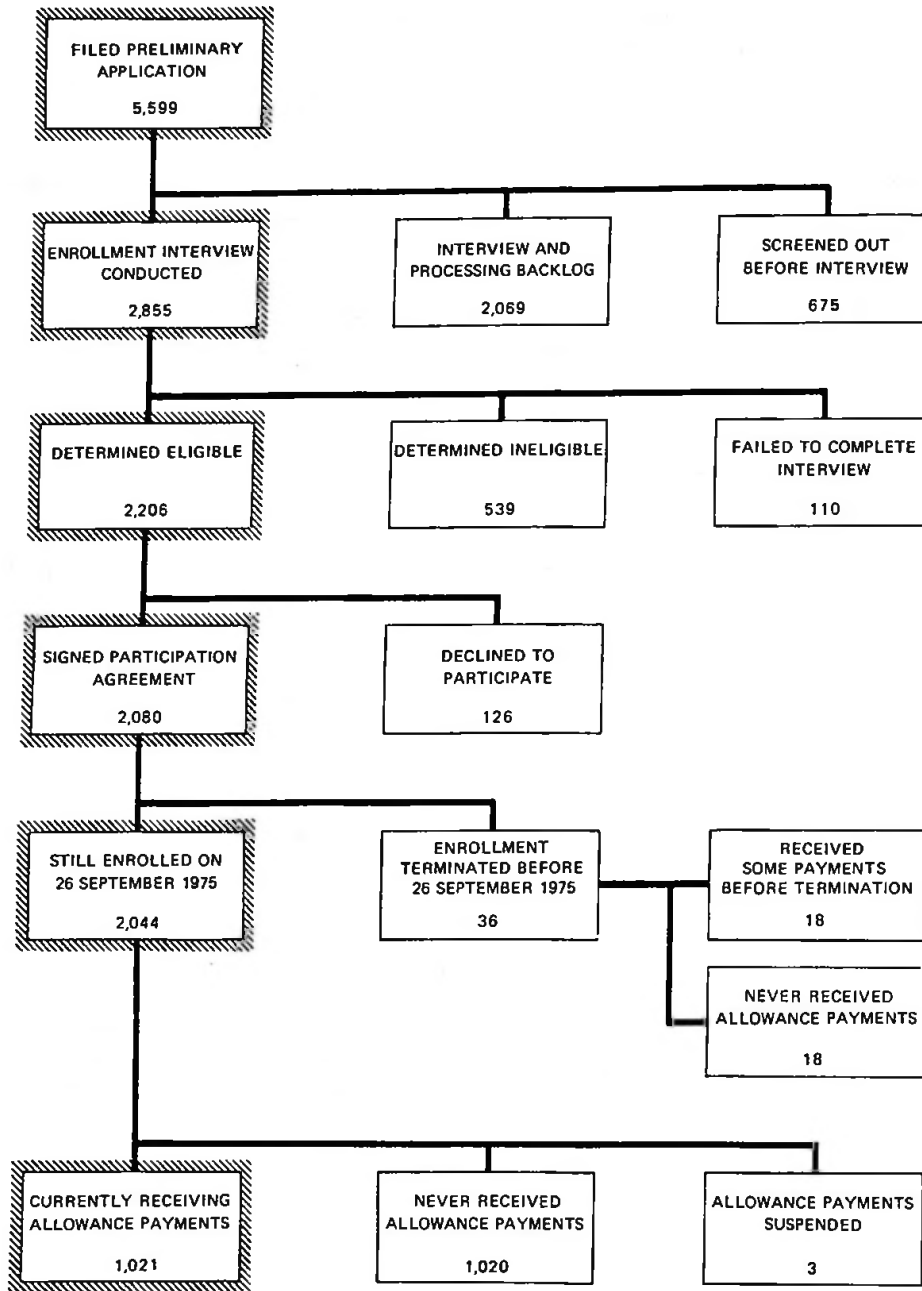 FILED PRELIMINARY
APPLICATION
5,599
ENROLLMENT INTERVIEW
CONDUCTED
2,855
INTERVIEW AND
PROCESSING BACKLOG
2,069
SCREENED OUT
BEFORE INTERVIEW
675
DETERMINED ELIGIBLE
2,206
DETERMINED INELIGIBLE
539
FAILED TO COMPLETE
INTERVIEW
110
SIGNED PARTICIPATION
AGREEMENT
2,080
DECLINED TO
PARTICIPATE
126
STILL ENROLLED ON
26 SEPTEMBER 1975
2,044
ENROLLMENT
TERMINATED BEFORE
26 SEPTEMBER 1975
36
RECEIVED
SOME PAYMENTS
BEFORE TERMINATION
18
NEVER RECEIVED
ALLOWANCE PAYMENTS
18
CURRENTLY RECEIVING
ALLOWANCE PAYMENTS
1,021
NEVER RECEIVED
ALLOWANCE PAYMENTS
1,020
ALLOWANCE PAYMENTS
SUSPENDED
3